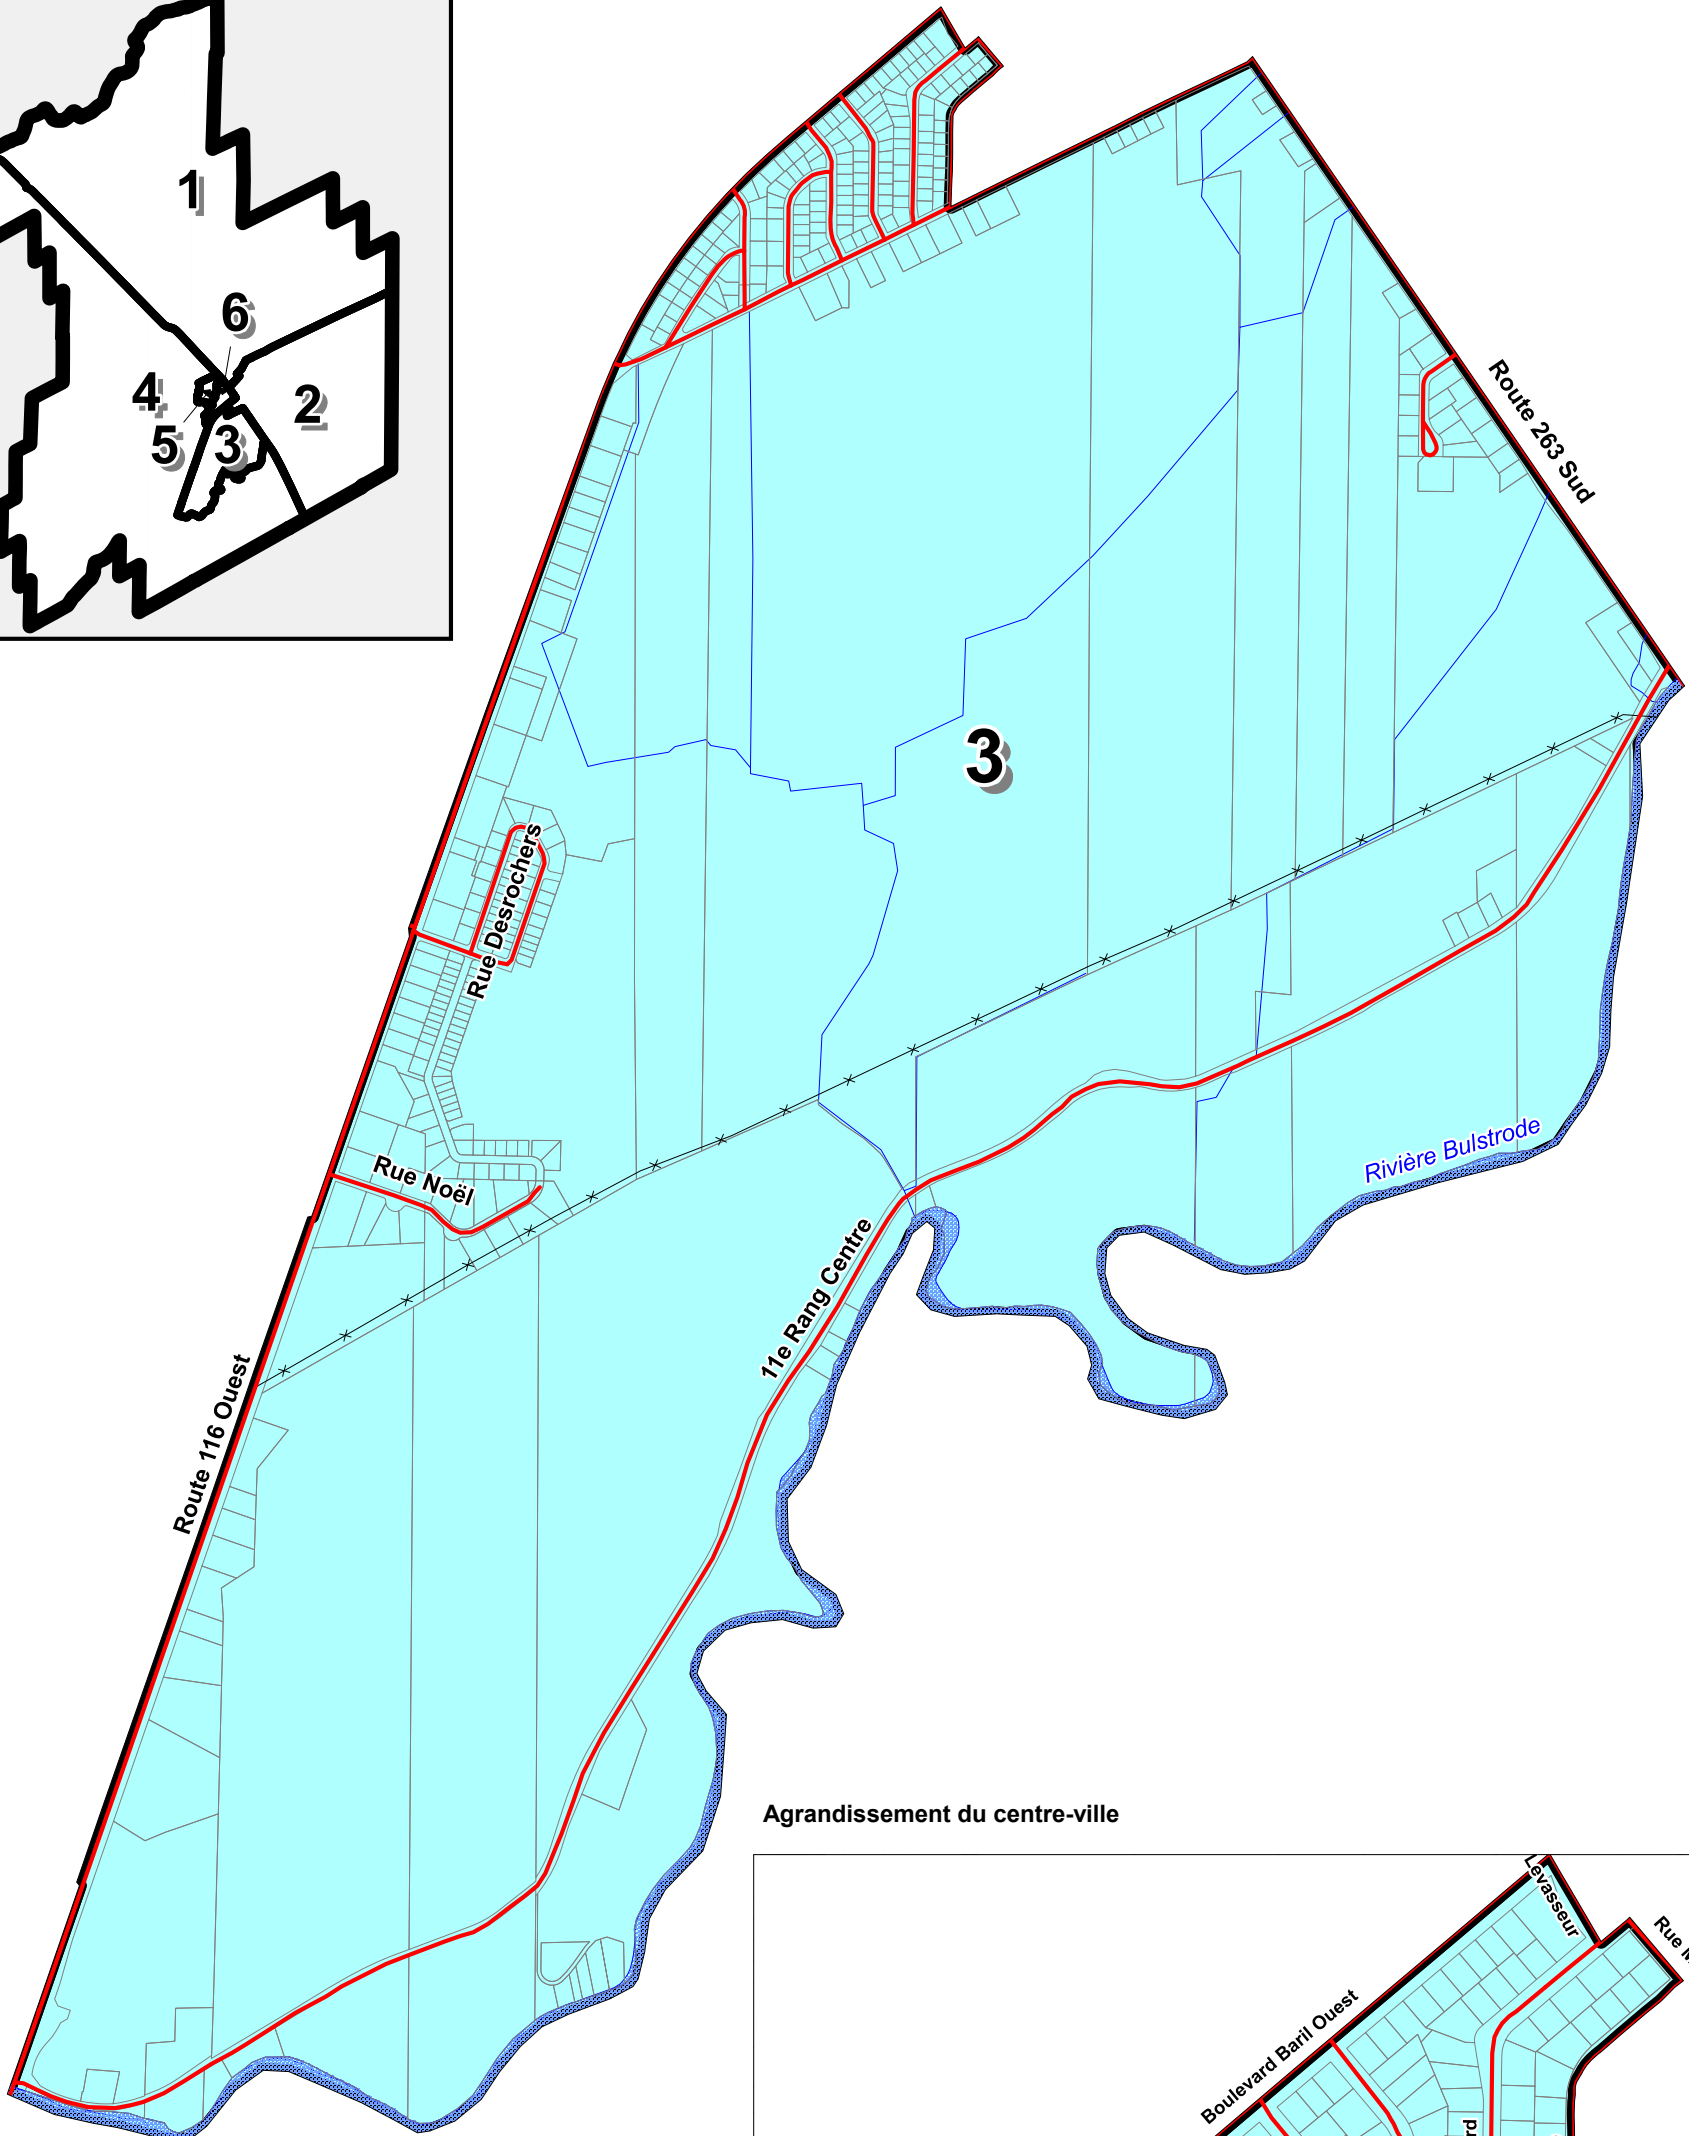 1
6
4
2
5
3
Route 263 Sud
3
Rue Desrochers
Rivière Bulstrode
Rue Noël
11e Rang Centre
Route 116 Ouest
Agrandissement du centre-ville
Levasseur
Rue
Boulevard Baril Ouest